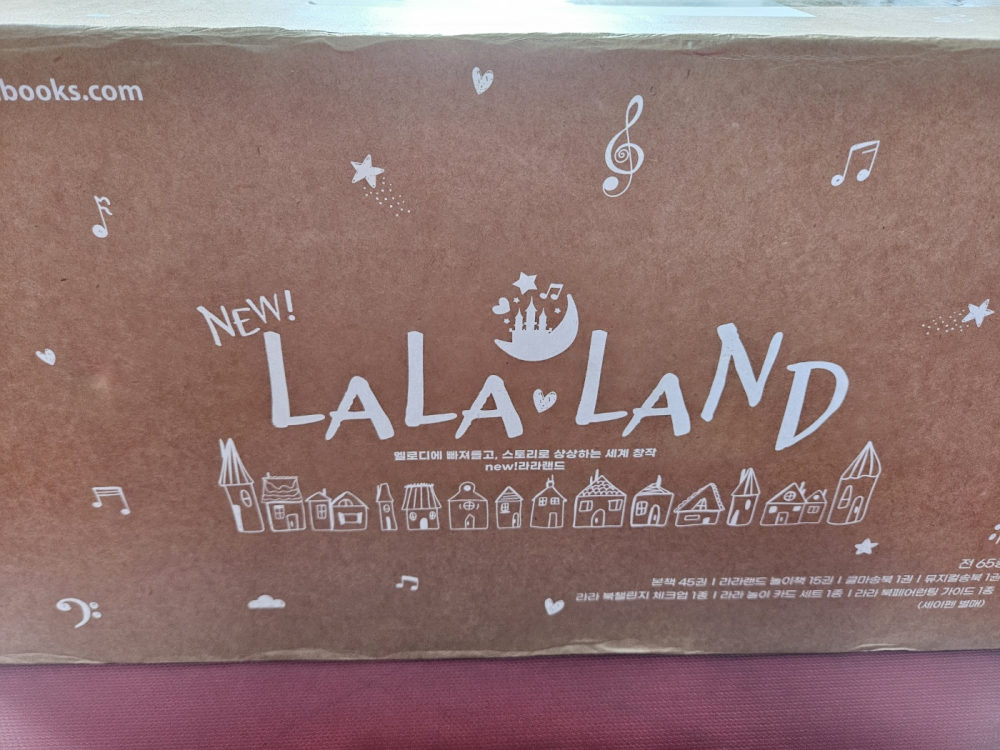 books.com
NEW!
LALA LAND
멜로디에 빠져들고, 스토리로 상상하는 세계 창작
new!라라랜드
전 65
본책 45권 | 라라랜드 놀이책 15권 | 글마송북 1권 | 뮤지컬송북 1권
라라 북챌린지 체크업 1종 | 라라 놀이 카드 세트 1종 | 라라 북페어런팅 가이드 1종
(세이펜 별매)